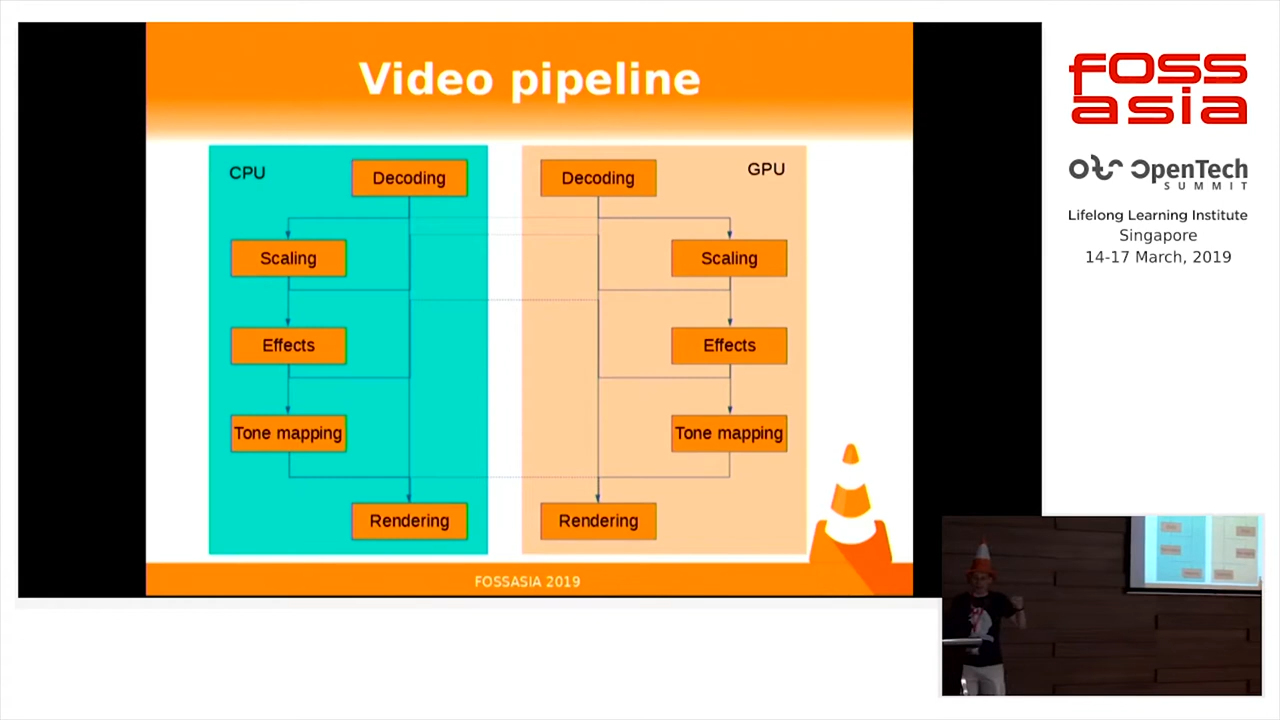 Video pipeline
CPU
Decoding
Scaling
Effects
Tone mapping
Rendering
GPU
Decoding
Scaling
Effects
Tone mapping
Rendering
FOSSASIA 2019
foss
asia
OpenTech
SUMMIT
Lifelong Learning Institute
Singapore
14-17 March, 2019